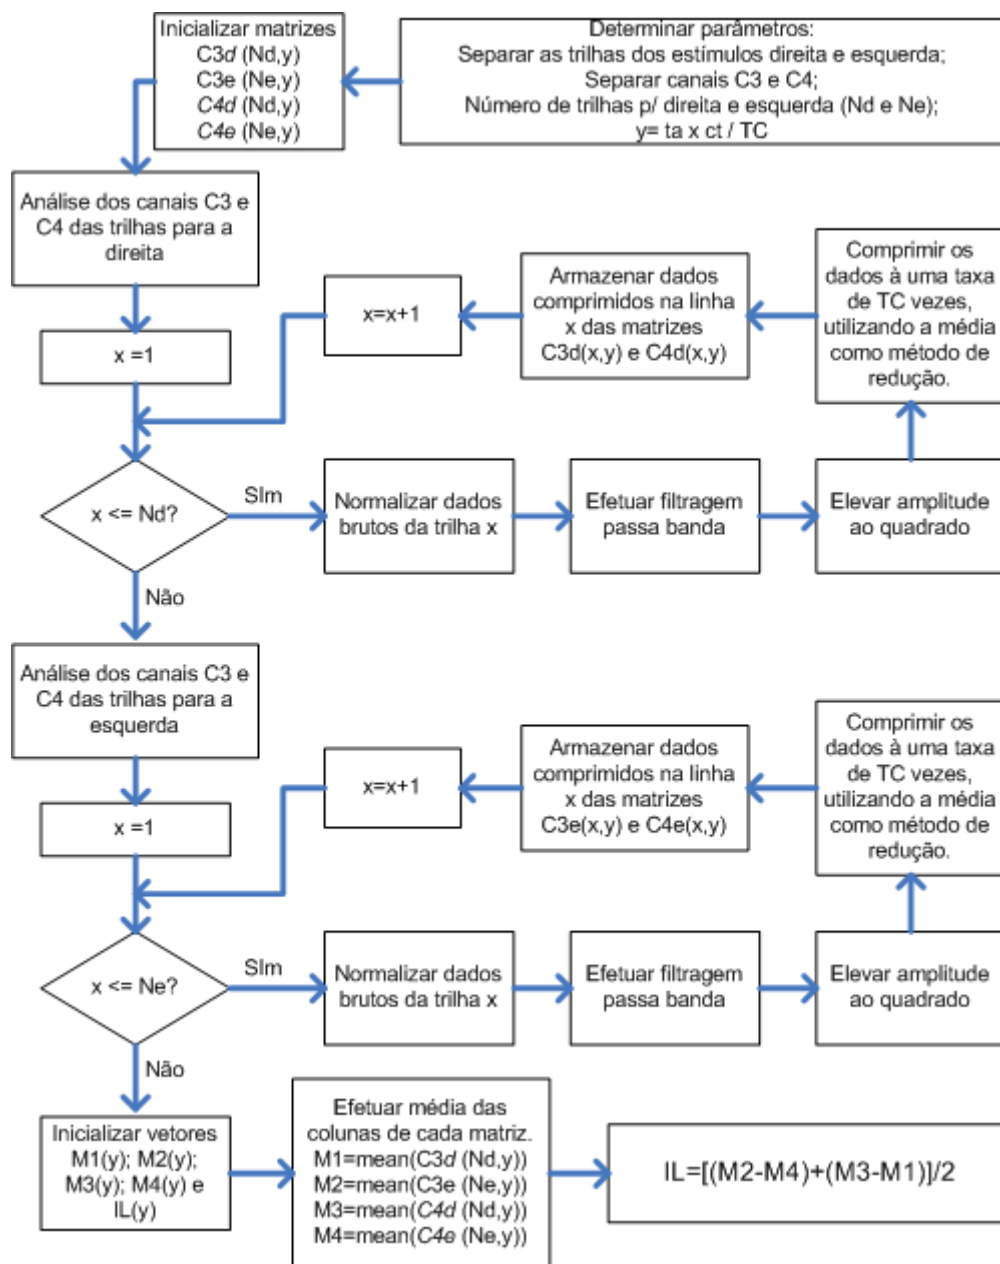 Determinar parâmetros:
Separar as trilhas dos estímulos direita e esquerda;
Separar canais C3 e C4;
Número de trilhas p/ direita e esquerda (Nd e Ne);
y= ta x ct / TC
Inicializar matrizes
C3d (Nd,y)
C3e (Ne,y)
C4d (Nd,y)
C4e (Ne,y)
Análise dos canais C3 e
C4 das trilhas para a
direita
x =1
x <= Nd?
SIm
Normalizar dados
brutos da trilha x
Efetuar filtragem
passa banda
Elevar amplitude
ao quadrado
Comprimir os
dados à uma taxa
de TC vezes,
utilizando a média
como método de
redução.
Armazenar dados
comprimidos na linha
x das matrizes
C3d(x,y) e C4d(x,y)
x=x+1
Não
Análise dos canais C3 e
C4 das trilhas para a
esquerda
x =1
x <= Ne?
SIm
Normalizar dados
brutos da trilha x
Efetuar filtragem
passa banda
Elevar amplitude
ao quadrado
Comprimir os
dados à uma taxa
de TC vezes,
utilizando a média
como método de
redução.
Armazenar dados
comprimidos na linha
x das matrizes
C3e(x,y) e C4e(x,y)
x=x+1
Não
Inicializar vetores
M1(y); M2(y);
M3(y); M4(y) e
IL(y)
Efetuar média das
colunas de cada matriz.
M1=mean(C3d (Nd,y))
M2=mean(C3e (Ne,y))
M3=mean(C4d (Nd,y))
M4=mean(C4e (Ne,y))
IL=[(M2-M4)+(M3-M1)]/2